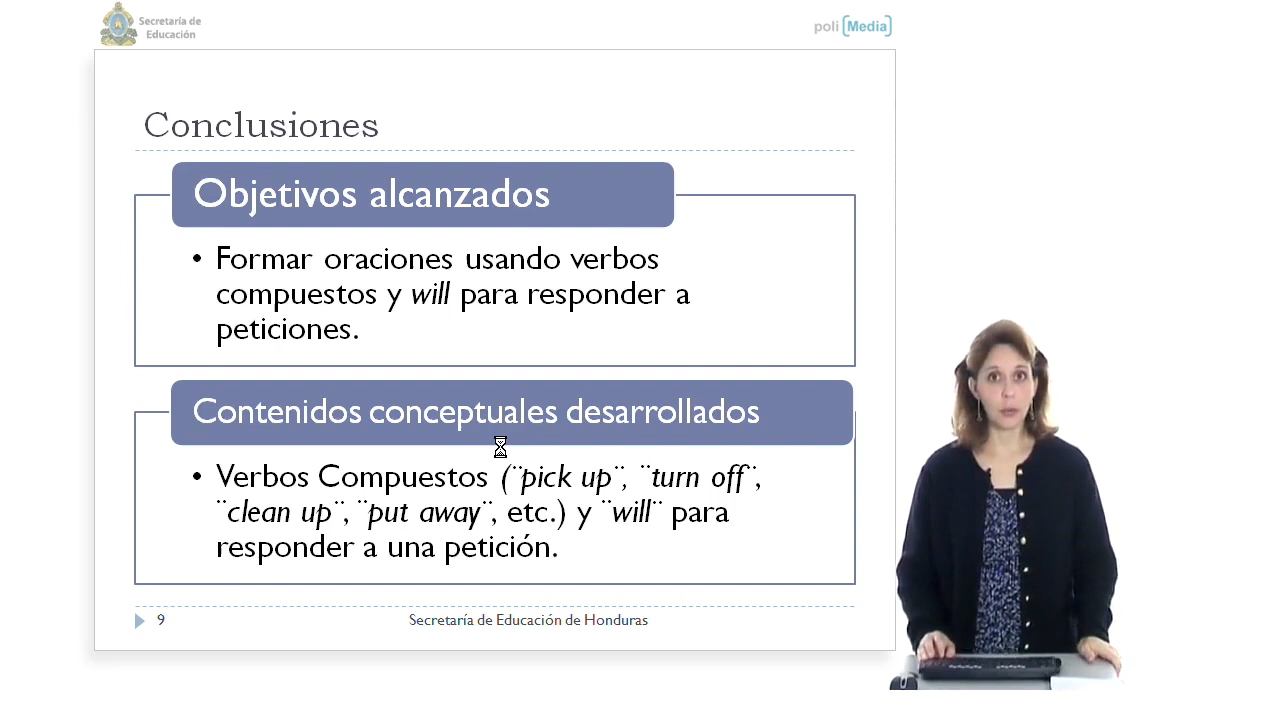 Secretaría de
Educación
poli [Media]
Conclusiones
Objetivos alcanzados
• Formar oraciones usando verbos
compuestos y will para responder a
peticiones.
Contenidos conceptuales desarrollados
• Verbos Compuestos (¨pick up¨, ¨turn off¨,
¨clean up¨, ¨put away¨, etc.) y ¨will¨ para
responder a una petición.
9
Secretaría de Educación de Honduras